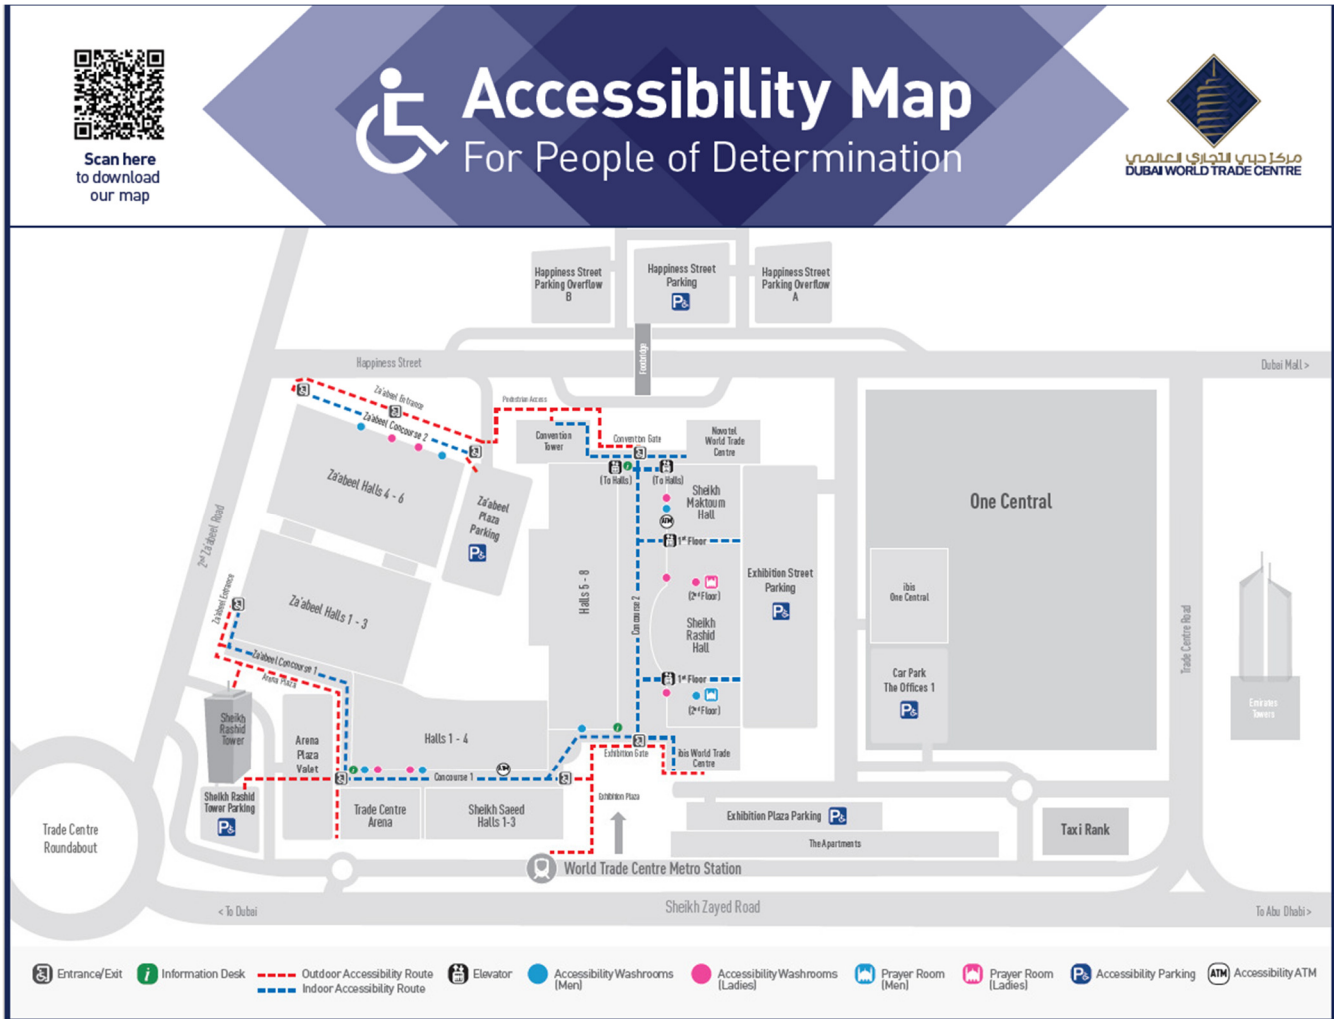 Scan here
to download
our map
Accessibility Map
For People of Determination
مركز دبي التجاري العالمي
DUBAI WORLD TRADE CENTRE
Happiness Street
Parking Overflow
B
Happiness Street
Parking
Happiness Street
Parking Overflow
A
Footbridge
Happiness Street
Dubai Mall >
Za'abeel Entrance
Za'abeel Concourse 2
Pedestrian Access
Convention
Tower
Convention Gate
Novotel
World Trade
Centre
Za'abeel Halls 4 - 6
Za'abeel
Plaza
Parking
(To Halls)
(To Halls)
Sheikh
Maktoum
Hall
ATM
1st Floor
One Central
2nd Za'abeel Road
Halls 5 - 8
Concourse 2
Exhibition Street
Parking
ibis
One Central
(2nd Floor)
Sheikh
Rashid
Hall
Za'abeel Entrance
Za'abeel Halls 1 - 3
Trade Centre Road
Za'abeel Concourse 1
Arena Plaza
1st Floor
(2nd Floor)
Car Park
The Offices 1
Emirates
Towers
Sheikh
Rashid
Tower
Arena
Plaza
Valet
Halls 1 - 4
Exhibition Gate
ibis World Trade
Centre
ATM
Concourse 1
Sheikh Rashid
Tower Parking
Trade Centre
Arena
Sheikh Saeed
Halls 1-3
Exhibition Plaza
Exhibition Plaza Parking
The Apartments
Taxi Rank
Trade Centre
Roundabout
World Trade Centre Metro Station
< To Dubai
Sheikh Zayed Road
To Abu Dhabi >
Entrance/Exit
Information Desk
Outdoor Accessibility Route
Indoor Accessibility Route
Elevator
Accessibility Washrooms
(Men)
Accessibility Washrooms
(Ladies)
Prayer Room
(Men)
Prayer Room
(Ladies)
Accessibility Parking
ATM
Accessibility ATM